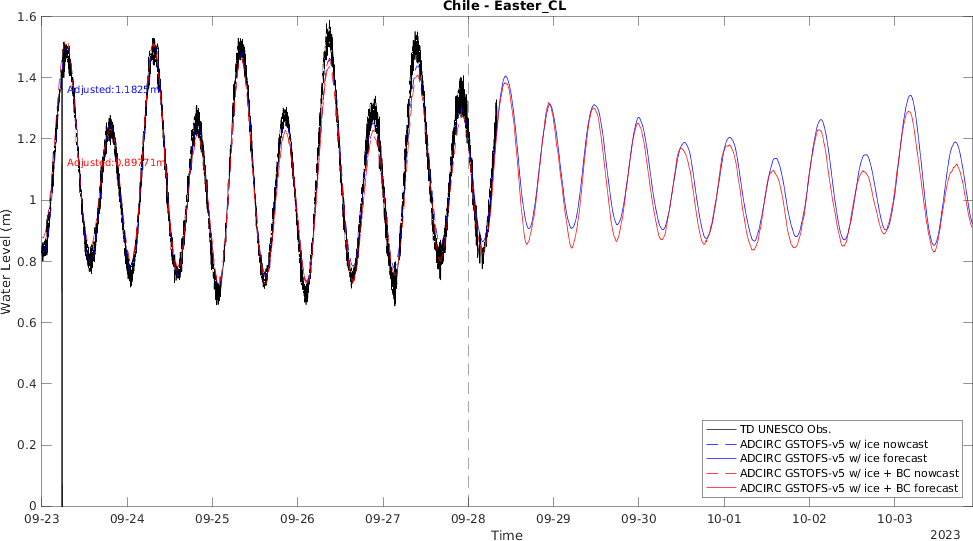 Chile - Easter_CL
1.6
1.4
1.2
1
0.8
0.6
0.4
0.2
0
Water Level (m)
Adjusted:1.1825m
Adjusted:0.89771m
TD UNESCO Obs.
ADCIRC GSTOFS-v5 w/ ice nowcast
ADCIRC GSTOFS-v5 w/ ice forecast
ADCIRC GSTOFS-v5 w/ ice + BC nowcast
ADCIRC GSTOFS-v5 w/ ice + BC forecast
09-23 09-24 09-25 09-26 09-27 09-28 09-29 09-30 10-01 10-02 10-03
Time
2023